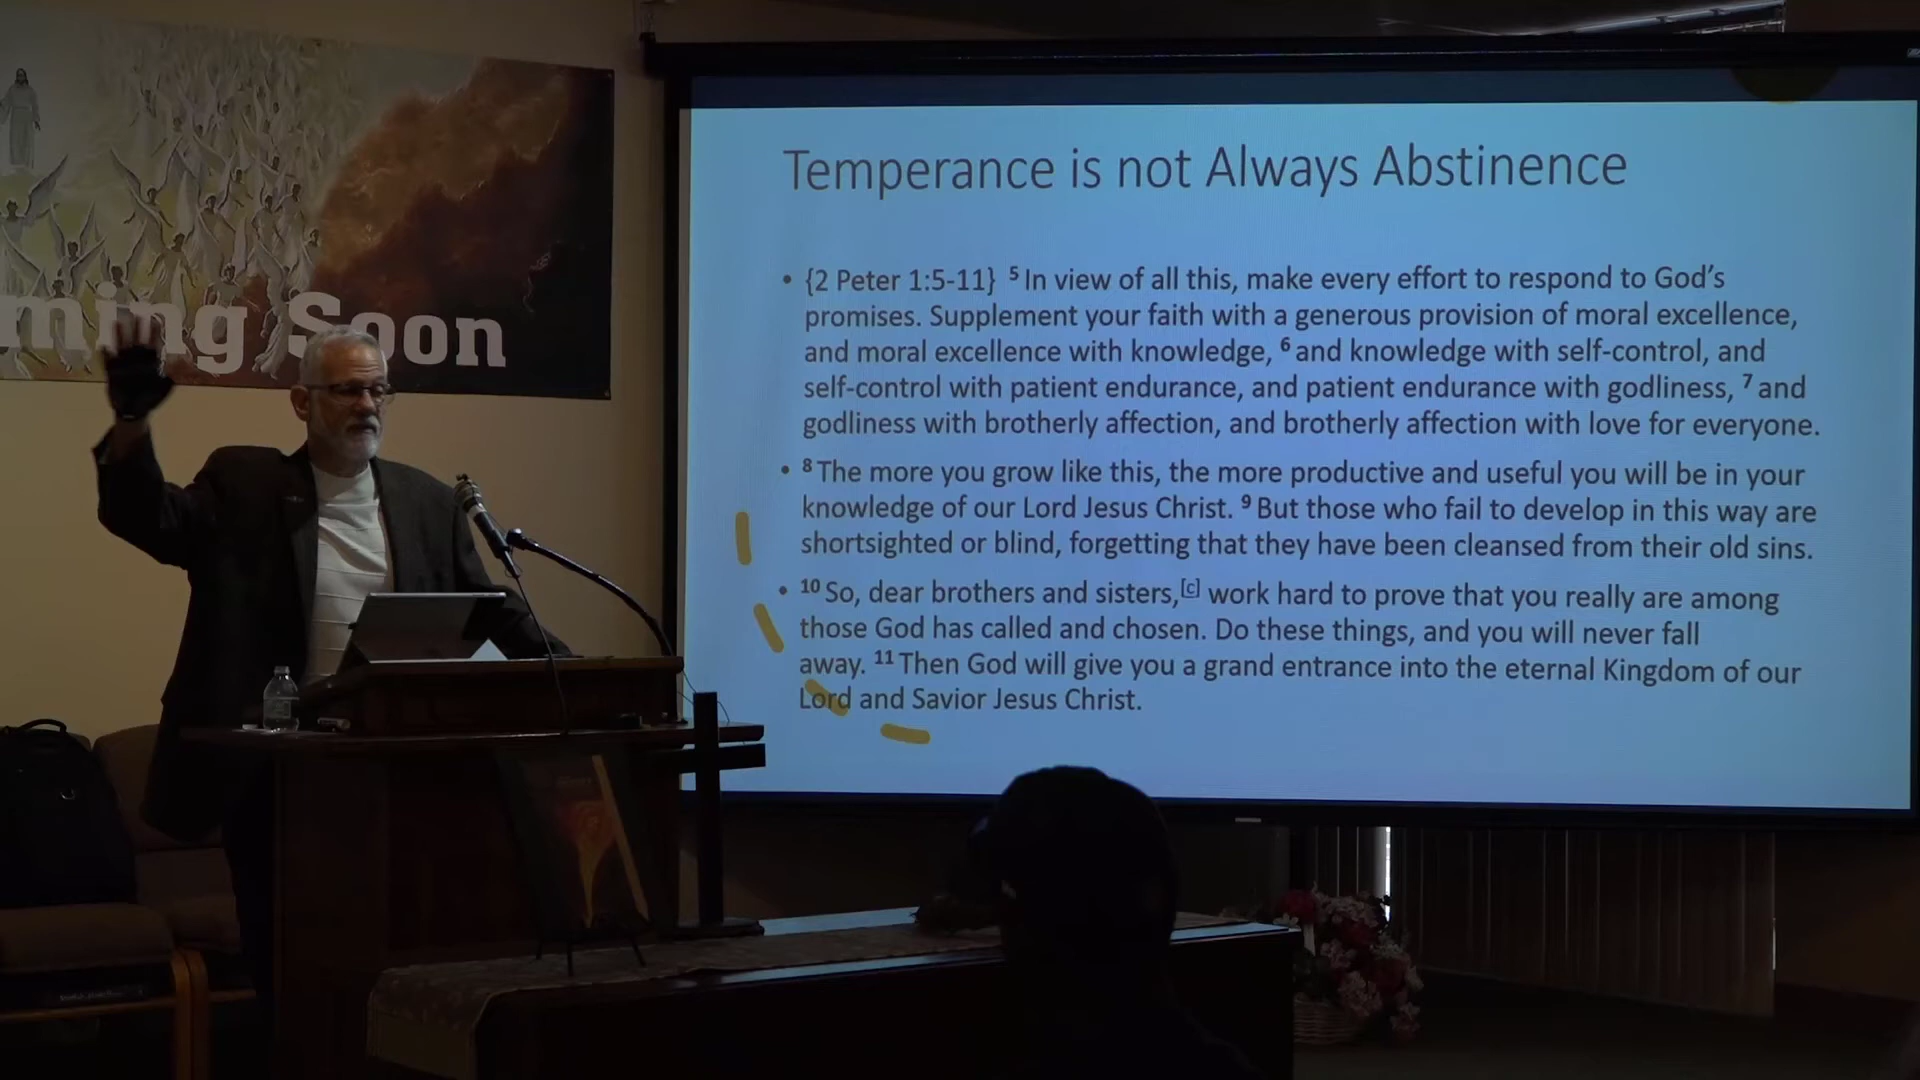 ming Soon
Temperance is not Always Abstinence
• {2 Peter 1:5-11} ⁵ In view of all this, make every effort to respond to God’s
promises. Supplement your faith with a generous provision of moral excellence,
and moral excellence with knowledge, ⁶ and knowledge with self-control, and
self-control with patient endurance, and patient endurance with godliness, ⁷ and
godliness with brotherly affection, and brotherly affection with love for everyone.
• ⁸ The more you grow like this, the more productive and useful you will be in your
knowledge of our Lord Jesus Christ. ⁹ But those who fail to develop in this way are
shortsighted or blind, forgetting that they have been cleansed from their old sins.
• ¹⁰ So, dear brothers and sisters,[c] work hard to prove that you really are among
those God has called and chosen. Do these things, and you will never fall
away. ¹¹ Then God will give you a grand entrance into the eternal Kingdom of our
Lord and Savior Jesus Christ.